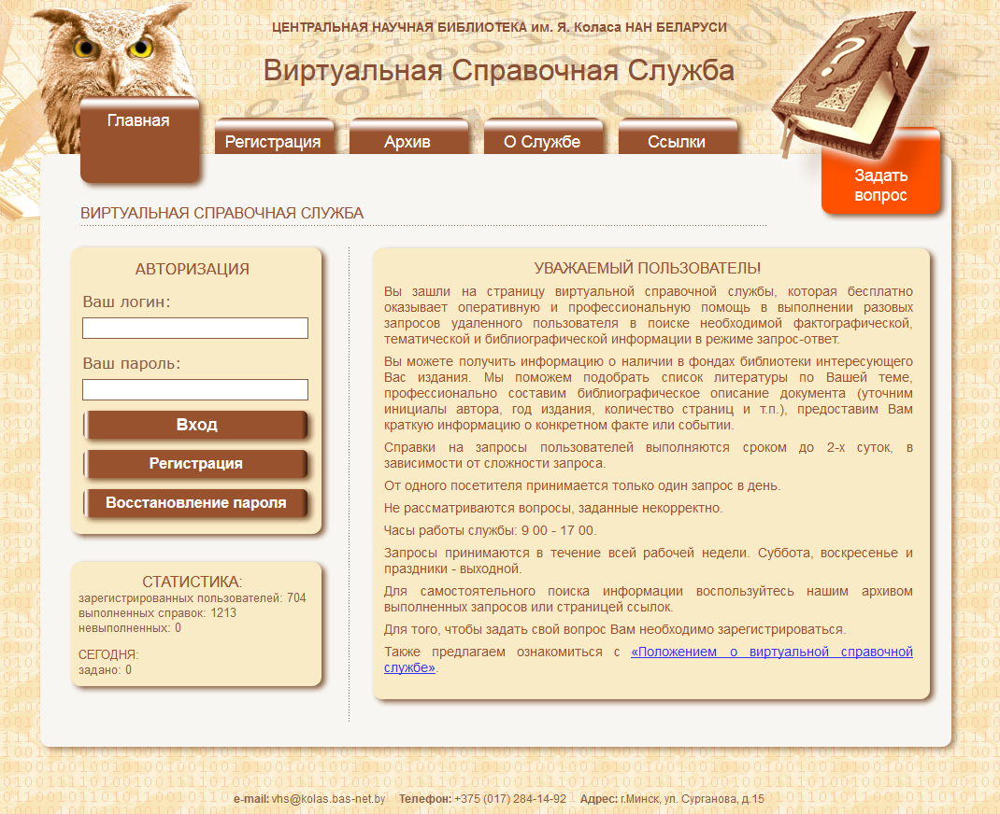 ЦЕНТРАЛЬНАЯ НАУЧНАЯ БИБЛИОТЕКА им. Я. Коласа НАН БЕЛАРУСИ
Виртуальная Справочная Служба
?
Главная
Регистрация
Архив
О Службе
Ссылки
Задать
вопрос
ВИРТУАЛЬНАЯ СПРАВОЧНАЯ СЛУЖБА
АВТОРИЗАЦИЯ
Ваш логин:
Ваш пароль:
Вход
Регистрация
Восстановление пароля
СТАТИСТИКА:
зарегистрированных пользователей: 704
выполненных справок: 1213
невыполненных: 0
СЕГОДНЯ:
задано: 0
УВАЖАЕМЫЙ ПОЛЬЗОВАТЕЛЬ!
Вы зашли на страницу виртуальной справочной службы, которая бесплатно
оказывает оперативную и профессиональную помощь в выполнении разовых
запросов удаленного пользователя в поиске необходимой фактографической,
тематической и библиографической информации в режиме запрос-ответ.
Вы можете получить информацию о наличии в фондах библиотеки интересующего
Вас издания. Мы поможем подобрать список литературы по Вашей теме,
профессионально составим библиографическое описание документа (уточним
инициалы автора, год издания, количество страниц и т.п.), предоставим Вам
краткую информацию о конкретном факте или событии.
Справки на запросы пользователей выполняются сроком до 2-х суток, в
зависимости от сложности запроса.
От одного посетителя принимается только один запрос в день.
Не рассматриваются вопросы, заданные некорректно.
Часы работы службы: 9 00 - 17 00.
Запросы принимаются в течение всей рабочей недели. Суббота, воскресенье и
праздники - выходной.
Для самостоятельного поиска информации воспользуйтесь нашим архивом
выполненных запросов или страницей ссылок.
Для того, чтобы задать свой вопрос Вам необходимо зарегистрироваться.
Также предлагаем ознакомиться с «Положением о виртуальной справочной
службе».
e-mail: vhs@kolas.bas-net.by Телефон: +375 (017) 284-14-92 Адрес: г.Минск, ул. Сурганова, д.15